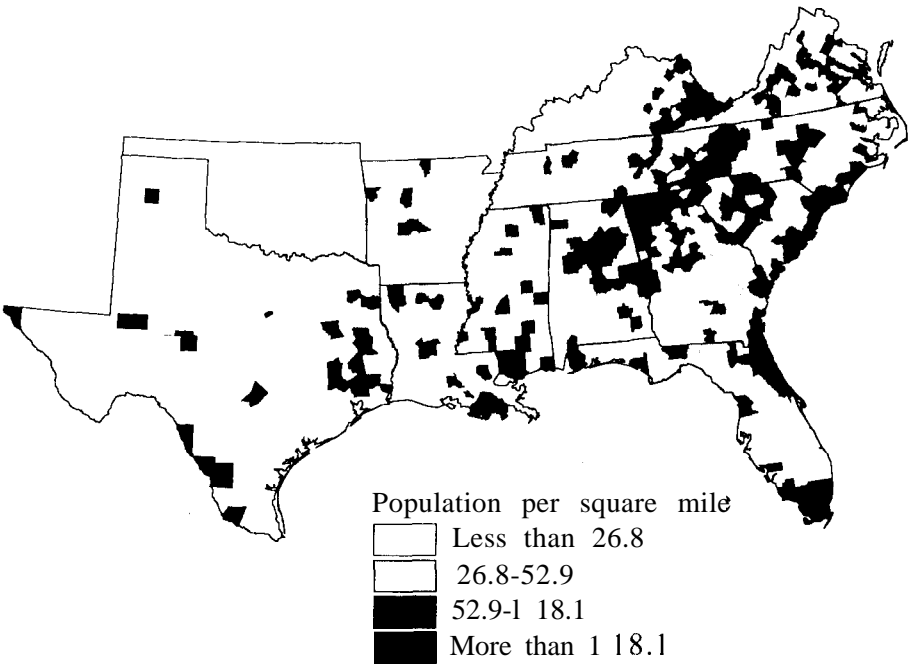 Population per square mile
Less than 26.8
26.8-52.9
52.9-l 18.1
More than 1 18.1